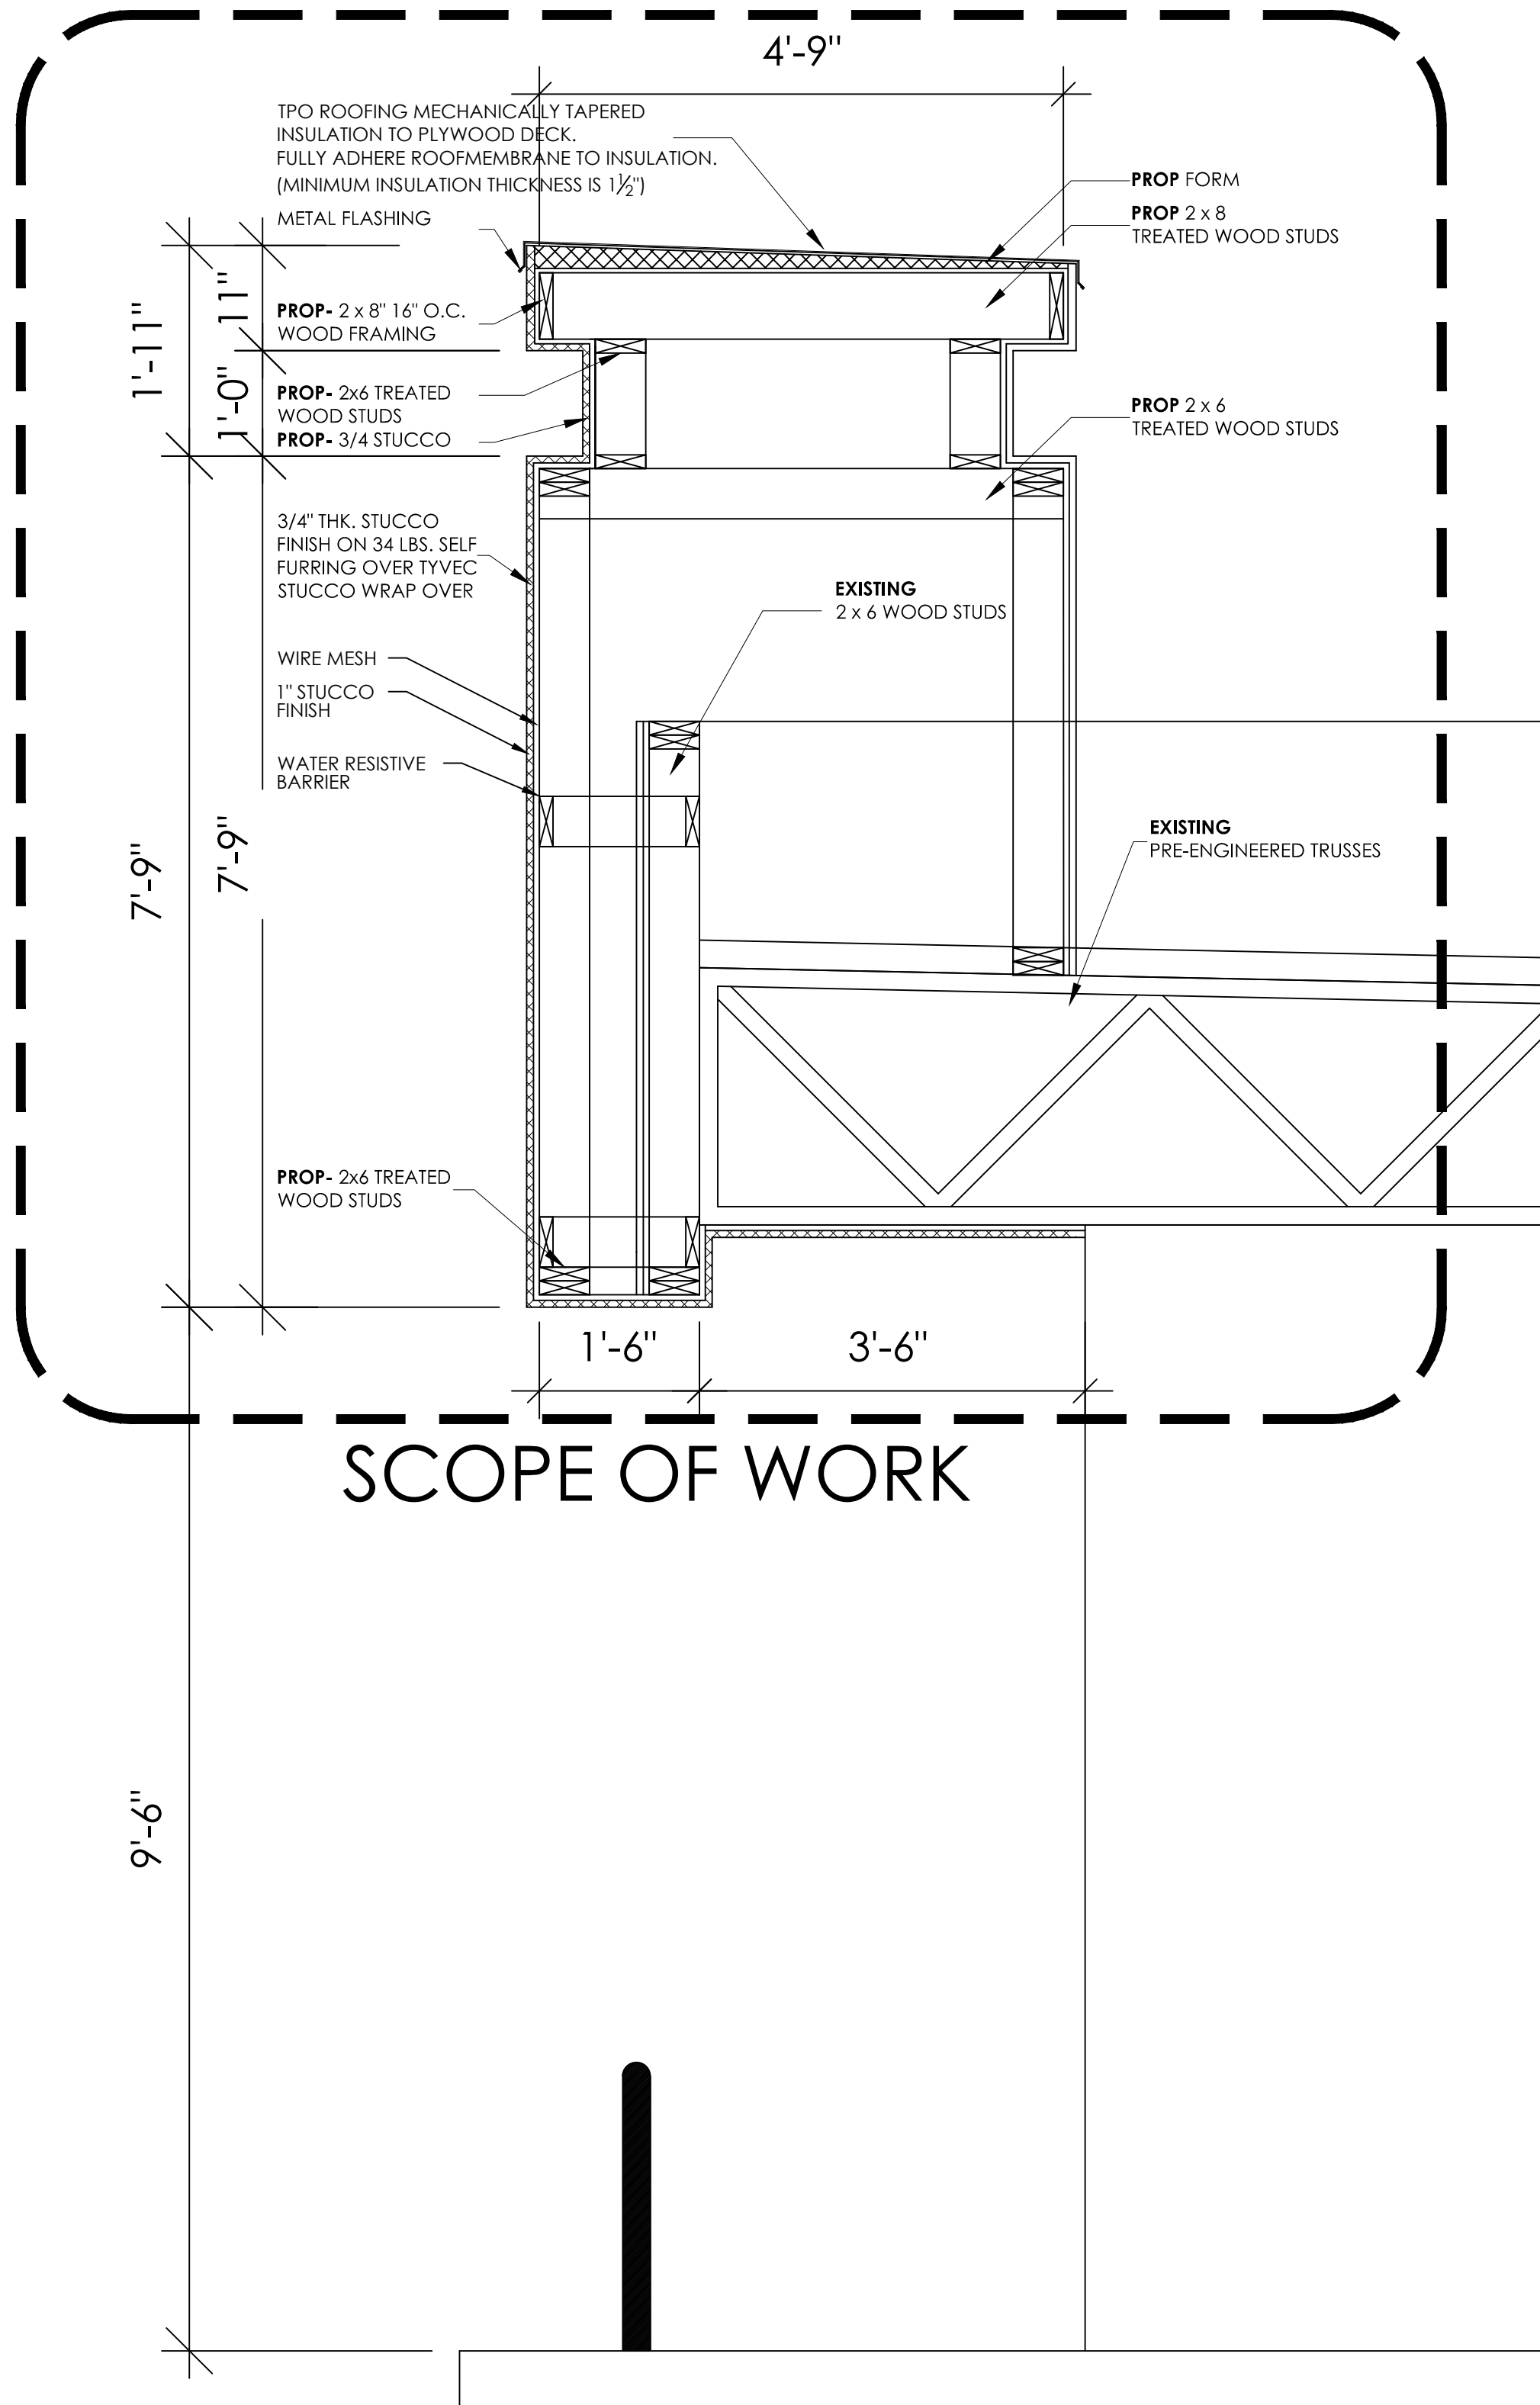 4'-9"
TPO ROOFING MECHANICALLY TAPERED
INSULATION TO PLYWOOD DECK.
FULLY ADHERE ROOFMEMBRANE TO INSULATION.
(MINIMUM INSULATION THICKNESS IS 1½")
METAL FLASHING
PROP FORM
PROP 2 x 8
TREATED WOOD STUDS
1'-11"
11"
1'-0"
PROP- 2 x 8" 16" O.C.
WOOD FRAMING
PROP- 2x6 TREATED
WOOD STUDS
PROP- 3/4 STUCCO
PROP 2 x 6
TREATED WOOD STUDS
3/4" THK. STUCCO
FINISH ON 34 LBS. SELF
FURRING OVER TYVEC
STUCCO WRAP OVER
EXISTING
2 x 6 WOOD STUDS
WIRE MESH
1" STUCCO
FINISH
WATER RESISTIVE
BARRIER
7'-9"
7'-9"
EXISTING
PRE-ENGINEERED TRUSSES
PROP- 2x6 TREATED
WOOD STUDS
1'-6"
3'-6"
SCOPE OF WORK
9'-6"